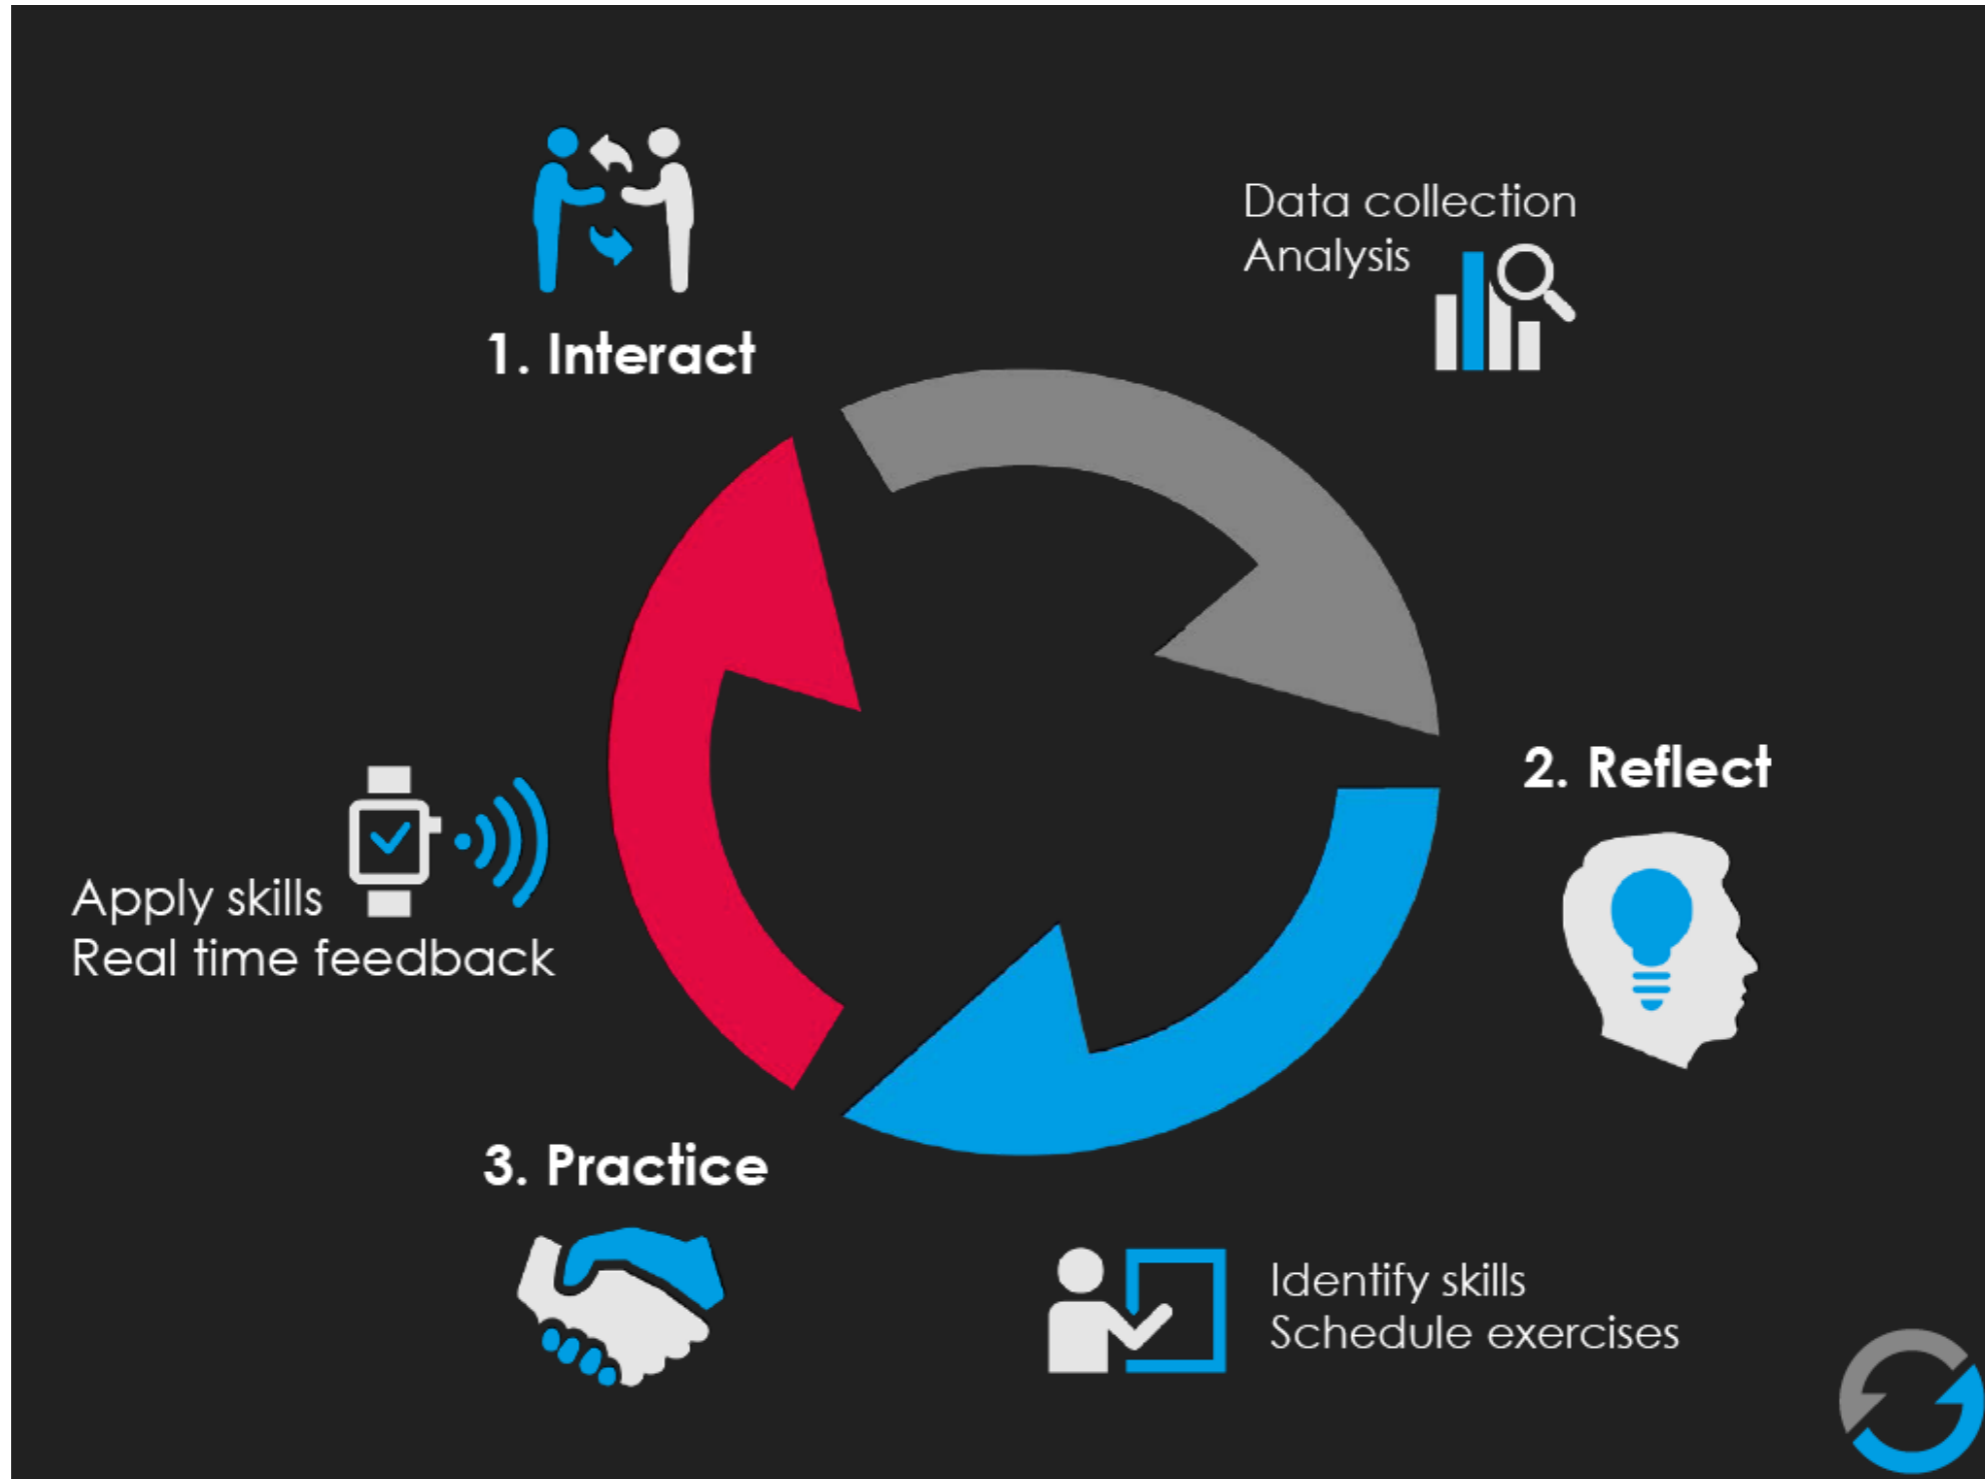 1. Interact
Data collection
Analysis
2. Reflect
Apply skills
Real time feedback
3. Practice
Identify skills
Schedule exercises